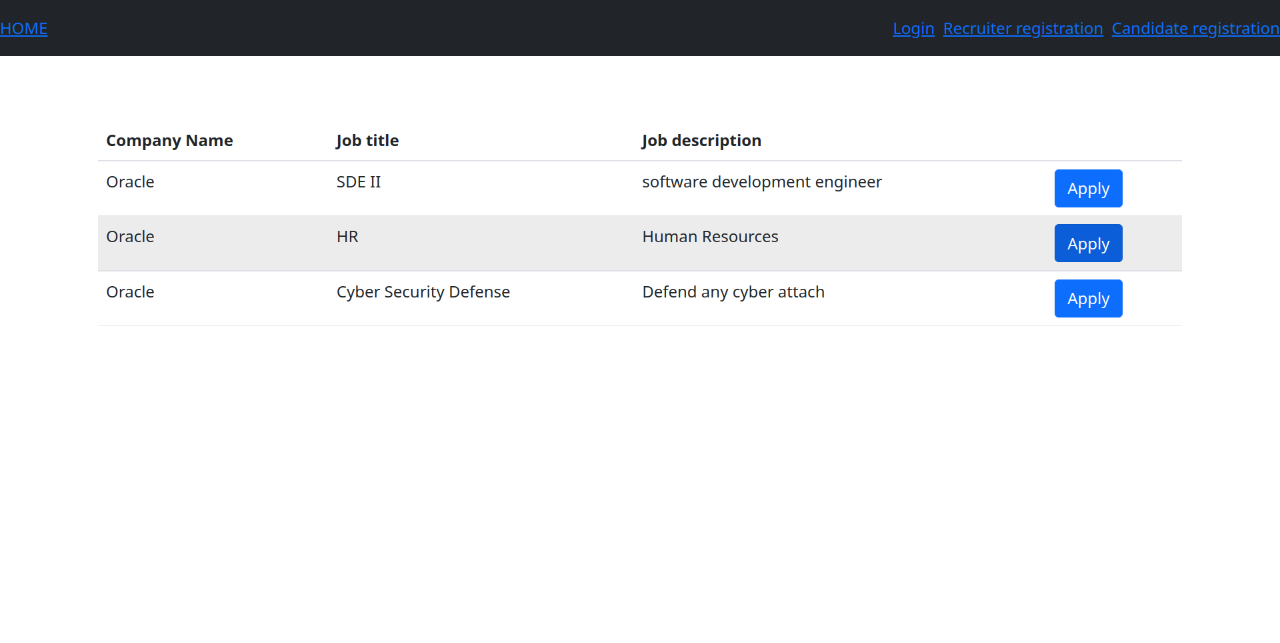 HOME Login Recruiter registration Candidate registration
Company Name Job title Job description
Oracle SDE II software development engineer Apply
Oracle HR Human Resources Apply
Oracle Cyber Security Defense Defend any cyber attach Apply